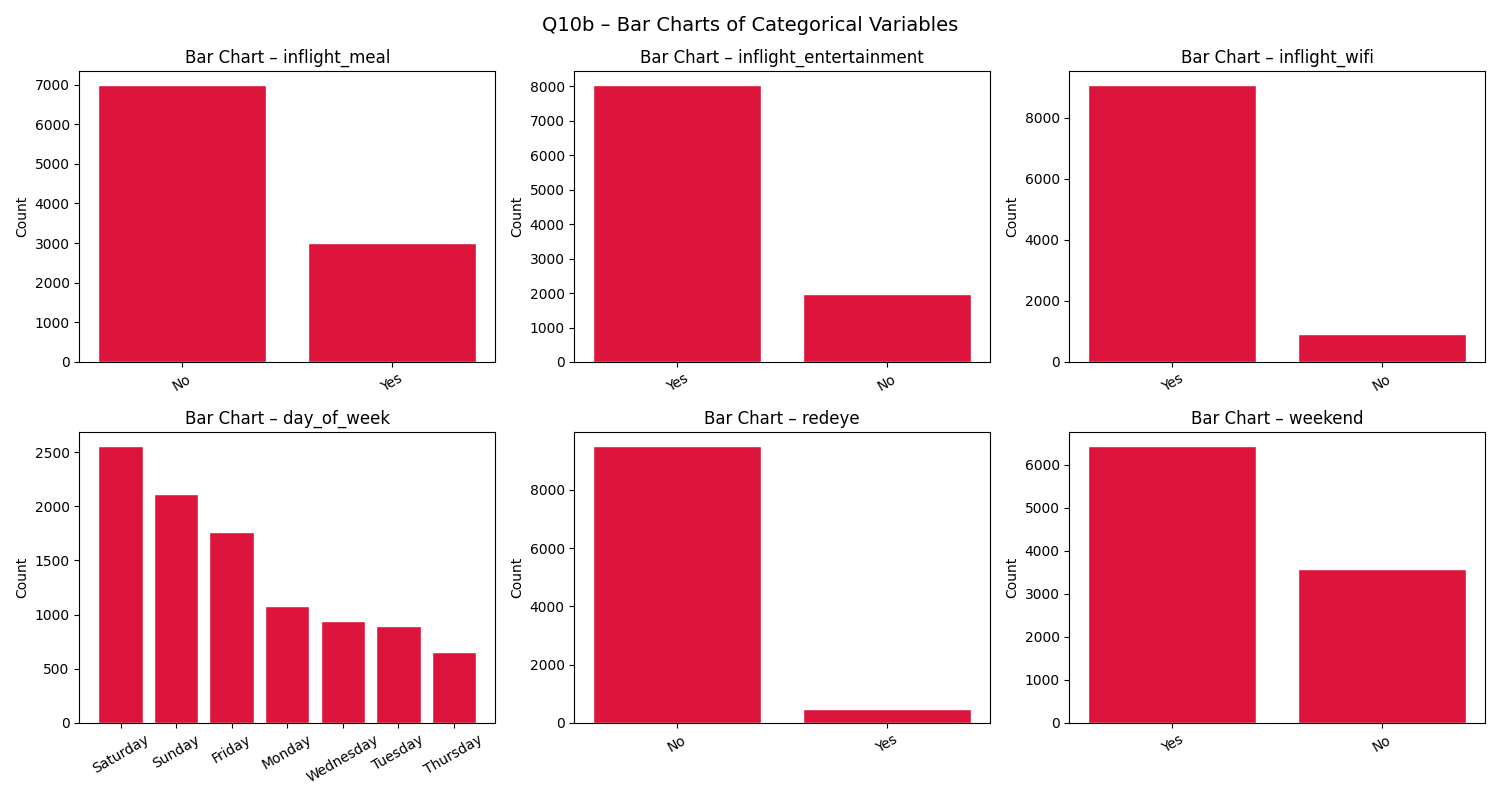 Q10b – Bar Charts of Categorical Variables
Bar Chart – inflight_meal
Count
7000
6000
5000
4000
3000
2000
1000
0
No
Yes
Bar Chart – inflight_entertainment
Count
8000
7000
6000
5000
4000
3000
2000
1000
0
Yes
No
Bar Chart – inflight_wifi
Count
8000
6000
4000
2000
0
Yes
No
Bar Chart – day_of_week
Count
2500
2000
1500
1000
500
0
Saturday
Sunday
Friday
Monday
Wednesday
Tuesday
Thursday
Bar Chart – redeye
Count
8000
6000
4000
2000
0
No
Yes
Bar Chart – weekend
Count
6000
5000
4000
3000
2000
1000
0
Yes
No